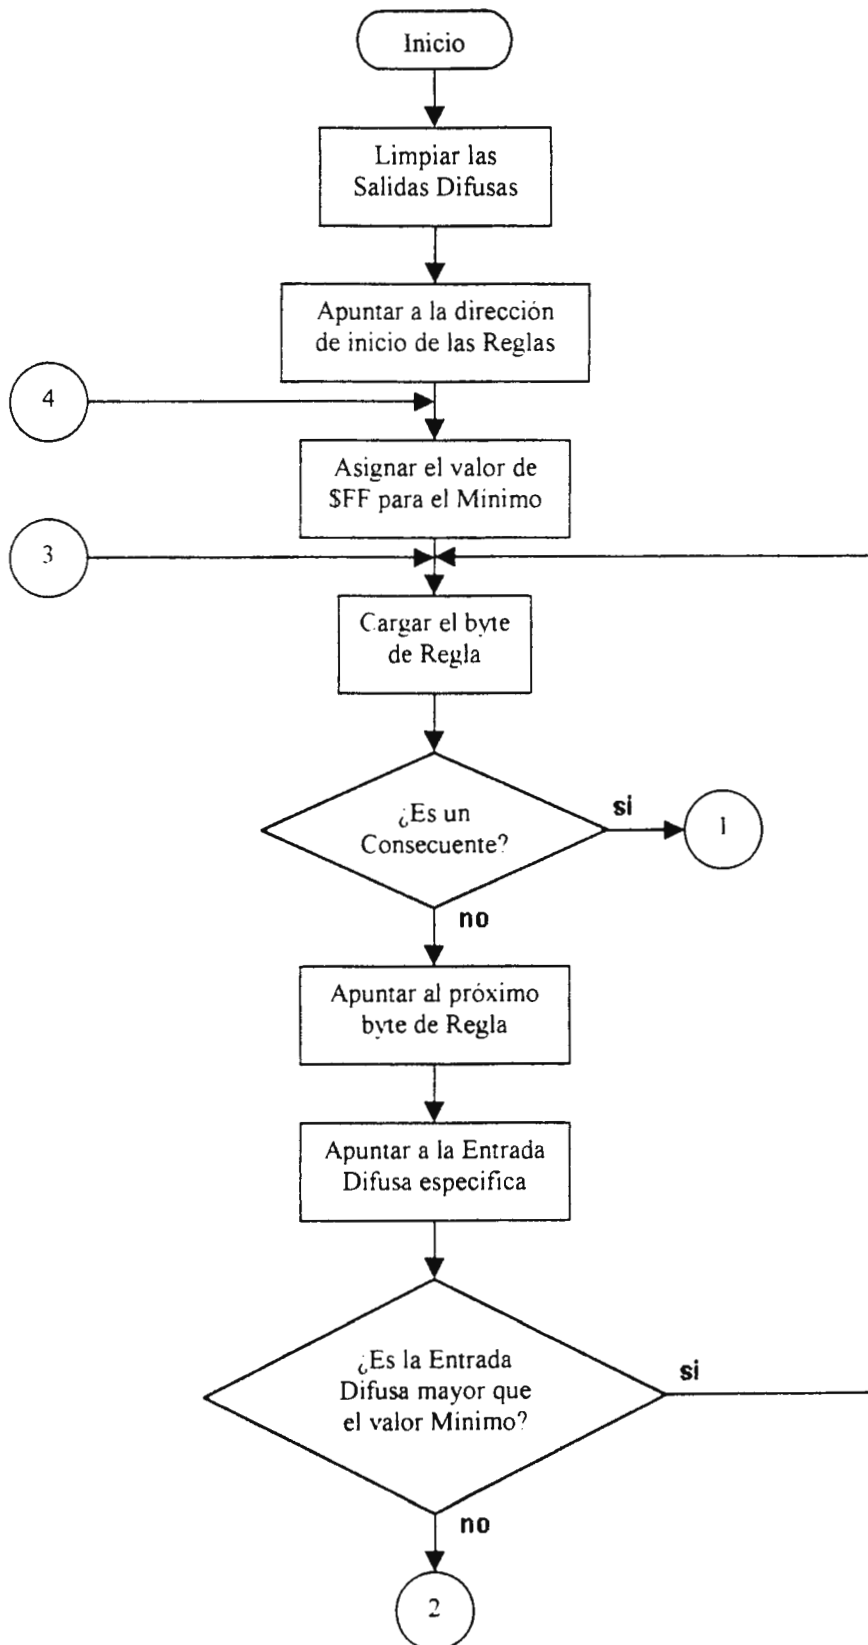 Inicio
Limpiar las
Salidas Difusas
Apuntar a la dirección
de inicio de las Reglas
4
Asignar el valor de
$FF para el Mínimo
3
Cargar el byte
de Regla
¿Es un
Consecuente?
si
1
no
Apuntar al próximo
byte de Regla
Apuntar a la Entrada
Difusa especifica
¿Es la Entrada
Difusa mayor que
el valor Mínimo?
si
no
2